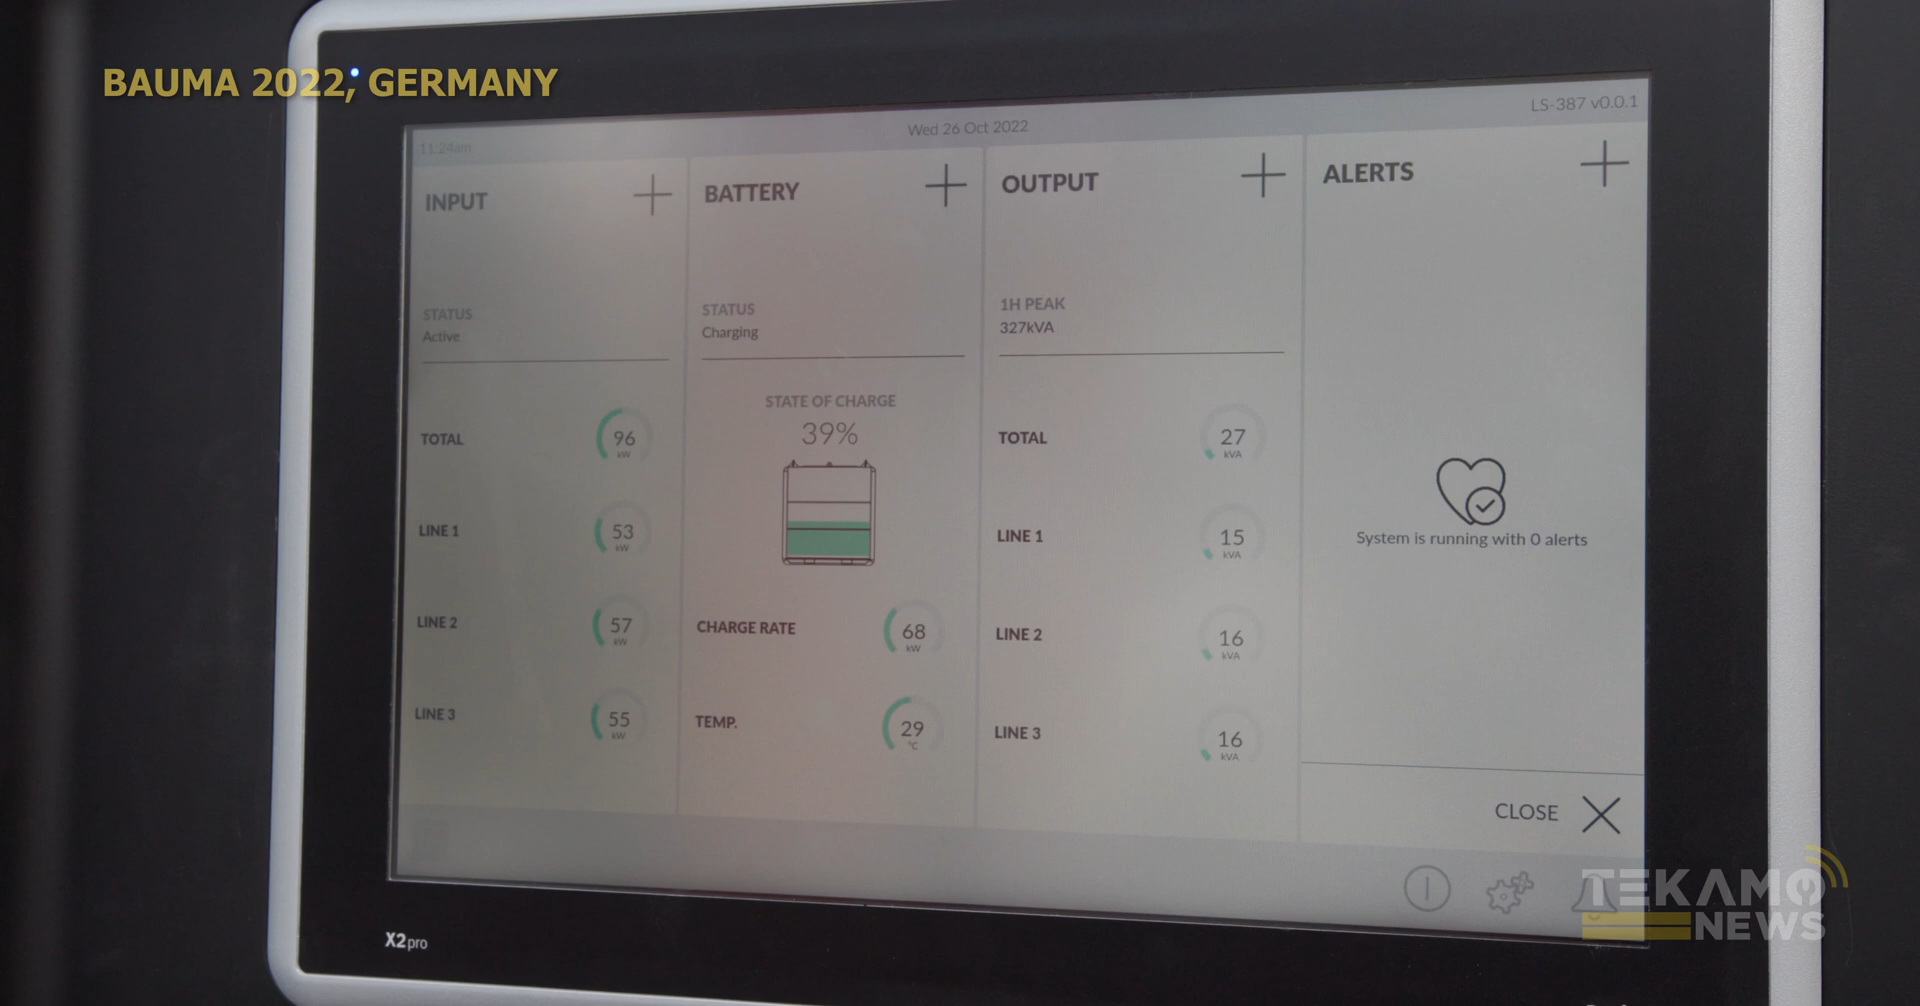 BAUMA 2022, GERMANY
11:24am
Wed 26 Oct 2022
LS-387 v0.0.1
INPUT
STATUS
Active
TOTAL
96
kW
LINE 1
53
kW
LINE 2
57
kW
LINE 3
55
kW
BATTERY
STATUS
Charging
STATE OF CHARGE
39%
CHARGE RATE
68
kW
TEMP.
29
°C
OUTPUT
1H PEAK
327kVA
TOTAL
27
kVA
LINE 1
15
kVA
LINE 2
16
kVA
LINE 3
16
kVA
ALERTS
System is running with 0 alerts
CLOSE
X2pro
TEKAMO
NEWS